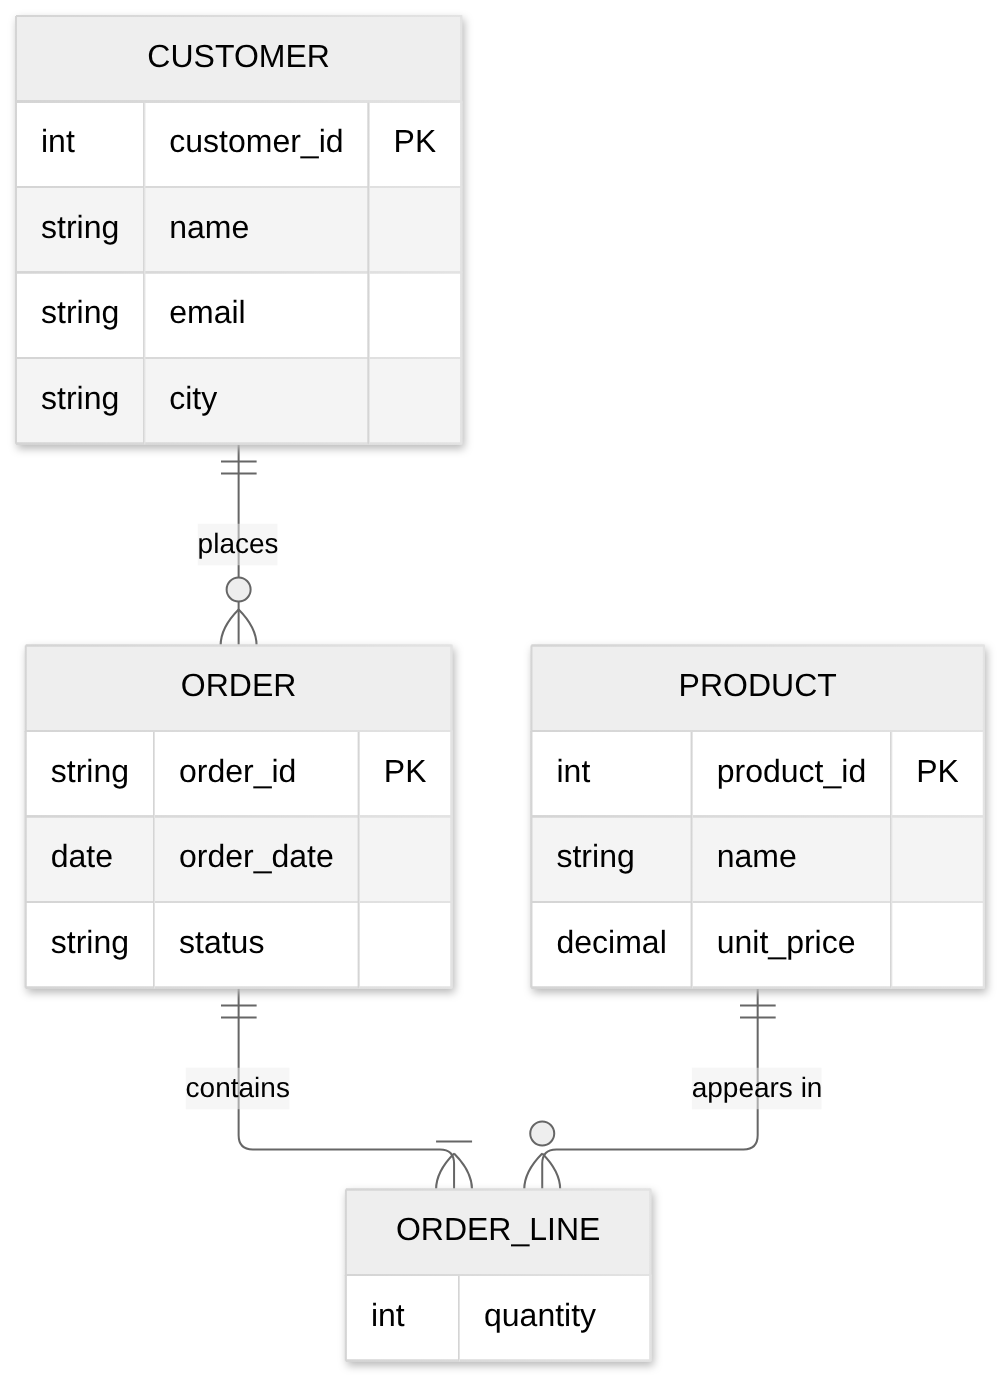 CUSTOMER
int customer_id PK
string name
string email
string city
places
ORDER
string order_id PK
date order_date
string status
PRODUCT
int product_id PK
string name
decimal unit_price
contains
appears in
ORDER_LINE
int quantity